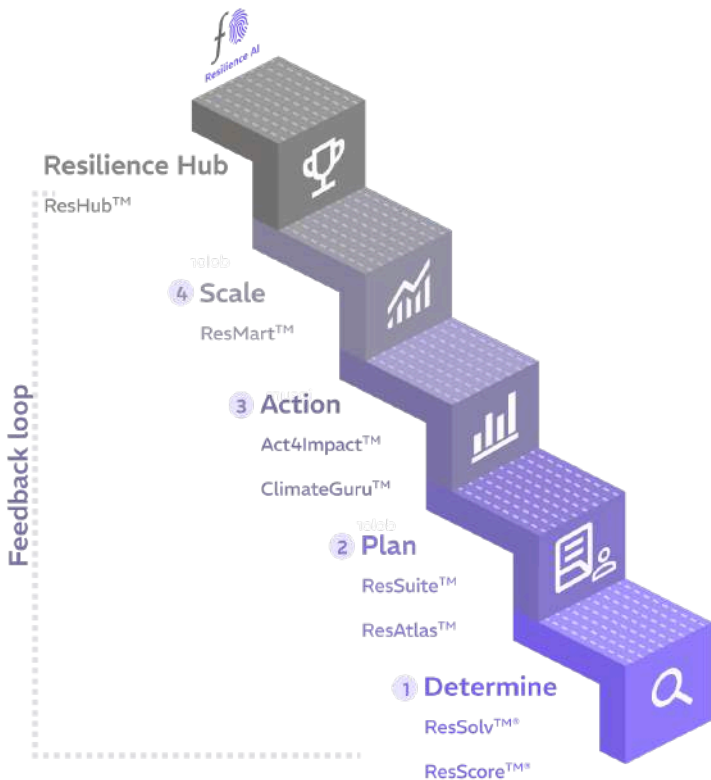 Resilience AI
Resilience Hub
ResHub™
4 Scale
ResMart™
3 Action
Act4Impact™
ClimateGuru™
2 Plan
ResSuite™
ResAtlas™
1 Determine
ResSolv™®
ResScore™®
Feedback loop